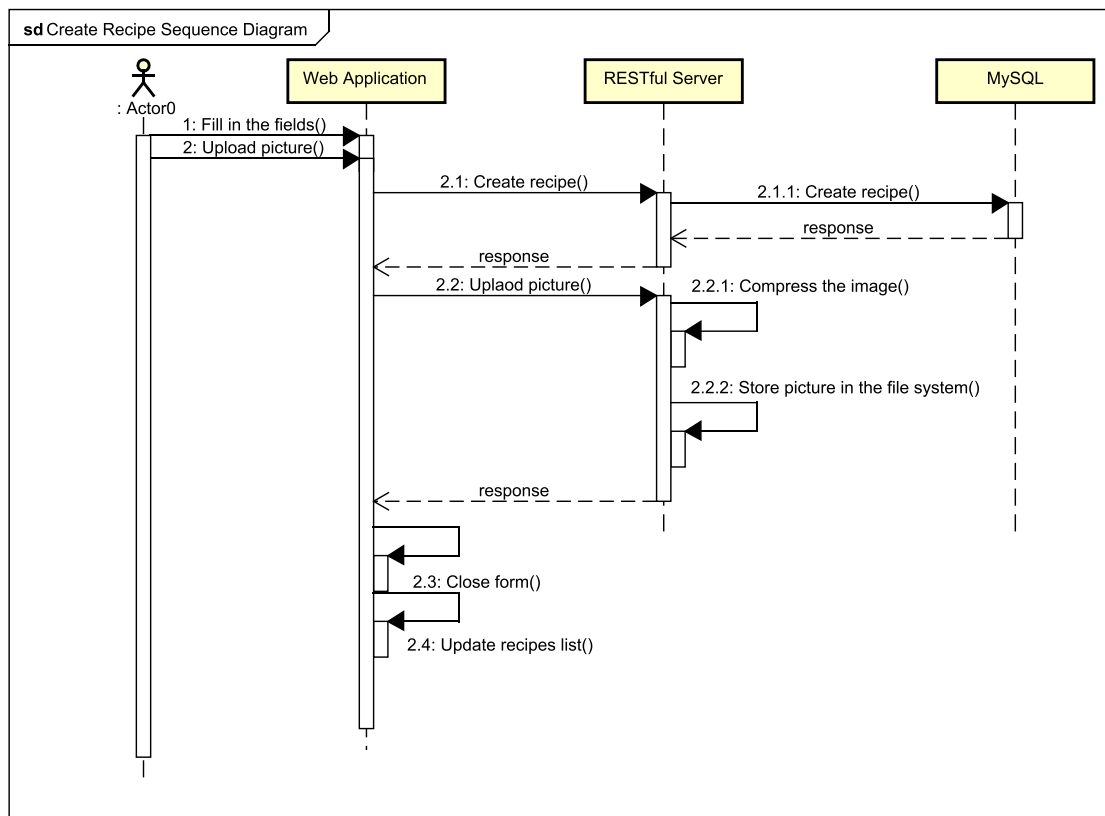 sd Create Recipe Sequence Diagram
Web Application
RESTful Server
MySQL
: Actor0
1: Fill in the fields()
2: Upload picture()
2.1: Create recipe()
2.1.1: Create recipe()
response
response
2.2: Uplaod picture()
2.2.1: Compress the image()
2.2.2: Store picture in the file system()
response
2.3: Close form()
2.4: Update recipes list()